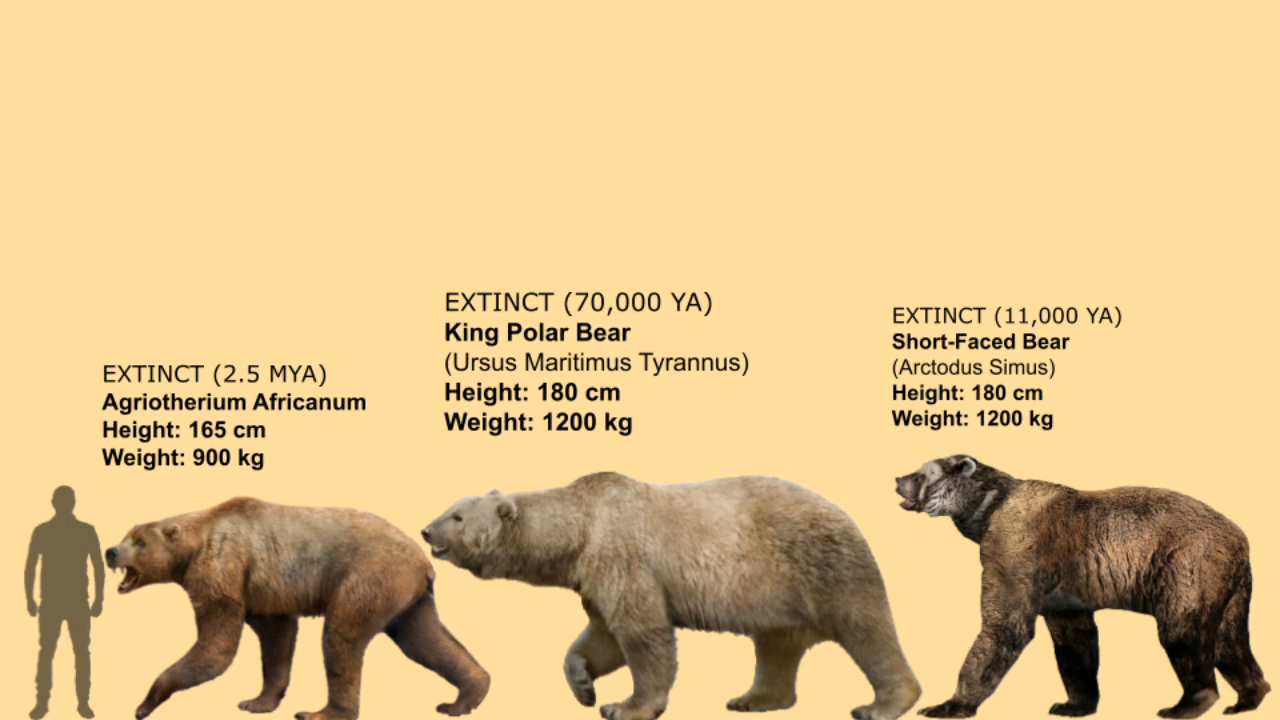 EXTINCT (2.5 MYA)
Agriotherium Africanum
Height: 165 cm
Weight: 900 kg
EXTINCT (70,000 YA)
King Polar Bear
(Ursus Maritimus Tyrannus)
Height: 180 cm
Weight: 1200 kg
EXTINCT (11,000 YA)
Short-Faced Bear
(Arctodus Simus)
Height: 180 cm
Weight: 1200 kg